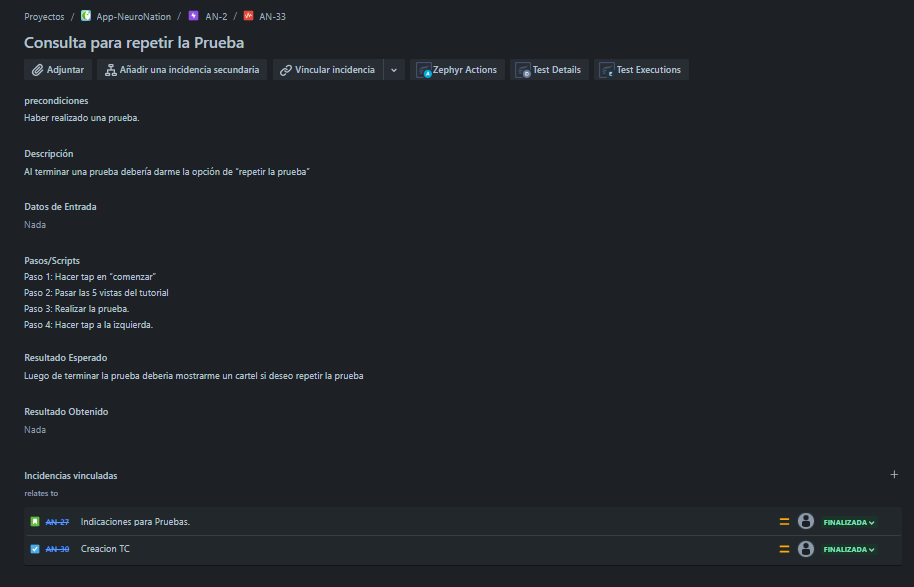 Proyectos / App-NeuroNation / AN-2 / AN-33
Consulta para repetir la Prueba
Adjuntar Añadir una incidencia secundaria Vincular incidencia Zephyr Actions Test Details Test Executions
precondiciones
Haber realizado una prueba.
Descripción
Al terminar una prueba debería darme la opción de "repetir la prueba"
Datos de Entrada
Nada
Pasos/Scripts
Paso 1: Hacer tap en "comenzar"
Paso 2: Pasar las 5 vistas del tutorial
Paso 3: Realizar la prueba.
Paso 4: Hacer tap a la izquierda.
Resultado Esperado
Luego de terminar la prueba deberia mostrarme un cartel si deseo repetir la prueba
Resultado Obtenido
Nada
Incidencias vinculadas
relates to
AN-27 Indicaciones para Pruebas. FINALIZADA
AN-30 Creacion TC FINALIZADA